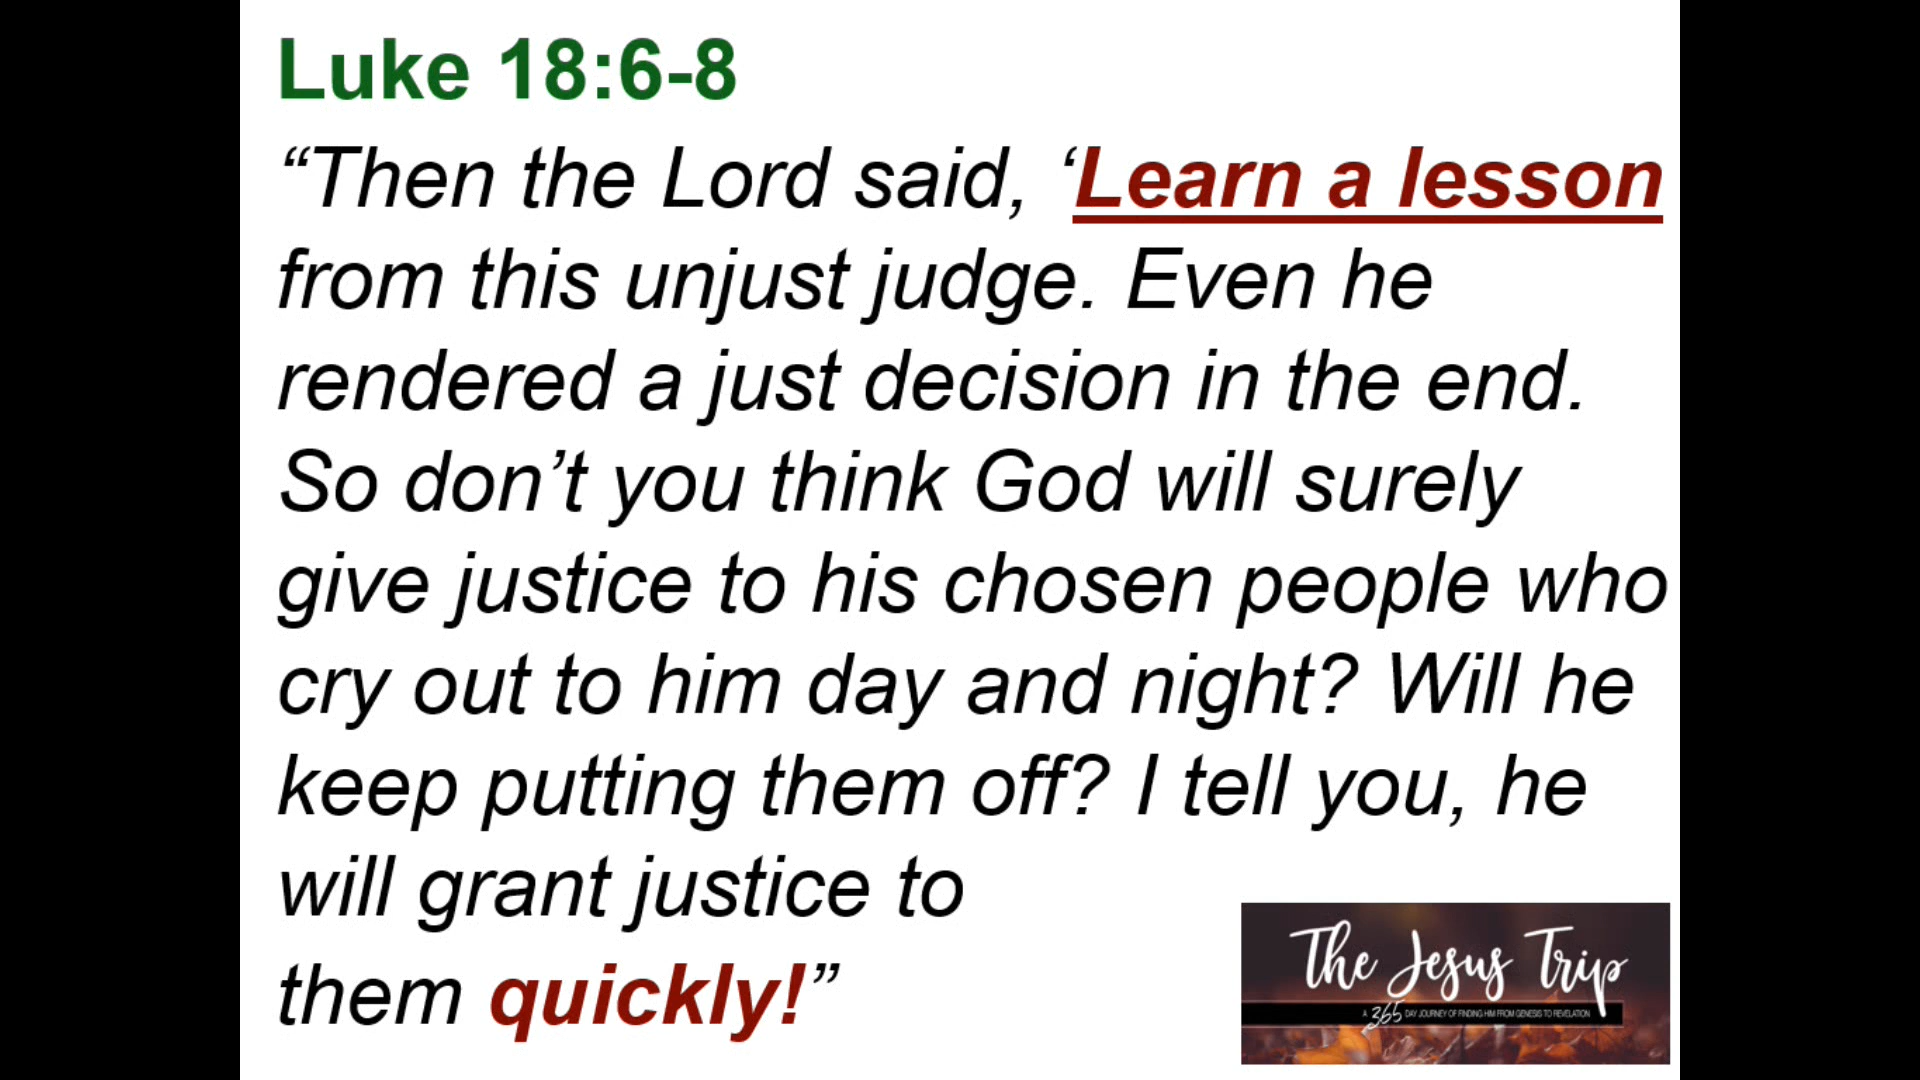 Luke 18:6-8
“Then the Lord said, ‘Learn a lesson
from this unjust judge. Even he
rendered a just decision in the end.
So don’t you think God will surely
give justice to his chosen people who
cry out to him day and night? Will he
keep putting them off? I tell you, he
will grant justice to
them quickly!”
The Jesus Trip
A 365 DAY JOURNEY OF FINDING HIM FROM GENESIS TO REVELATION